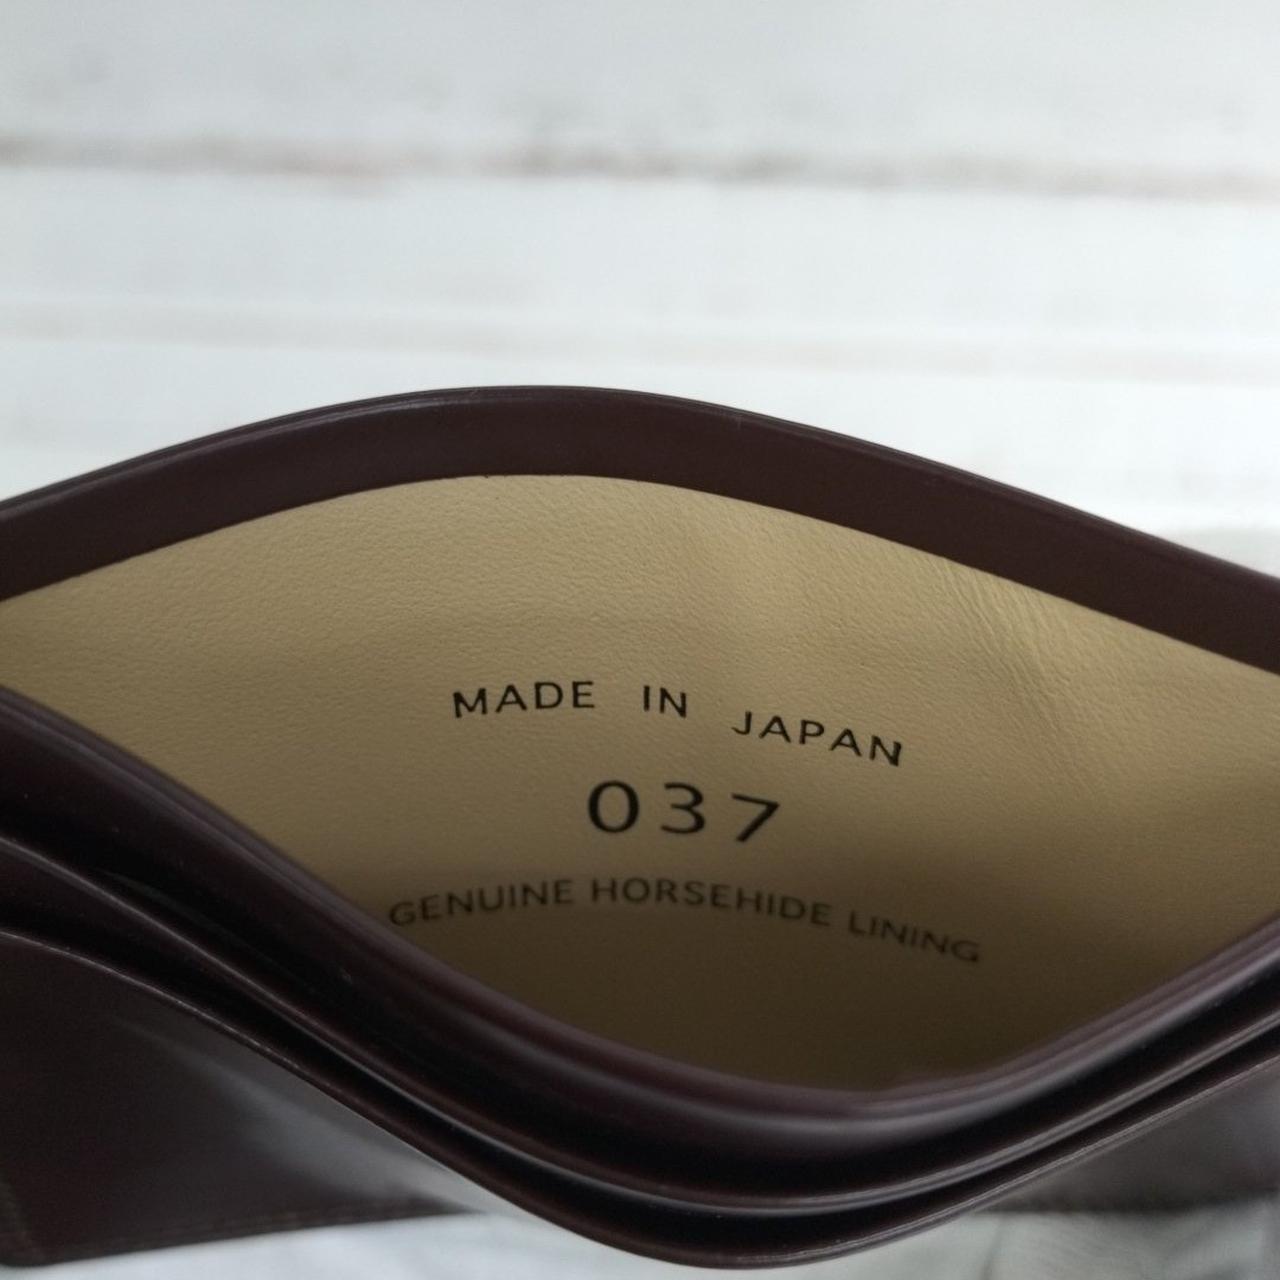 MADE IN JAPAN
037
GENUINE HORSEHIDE LINING